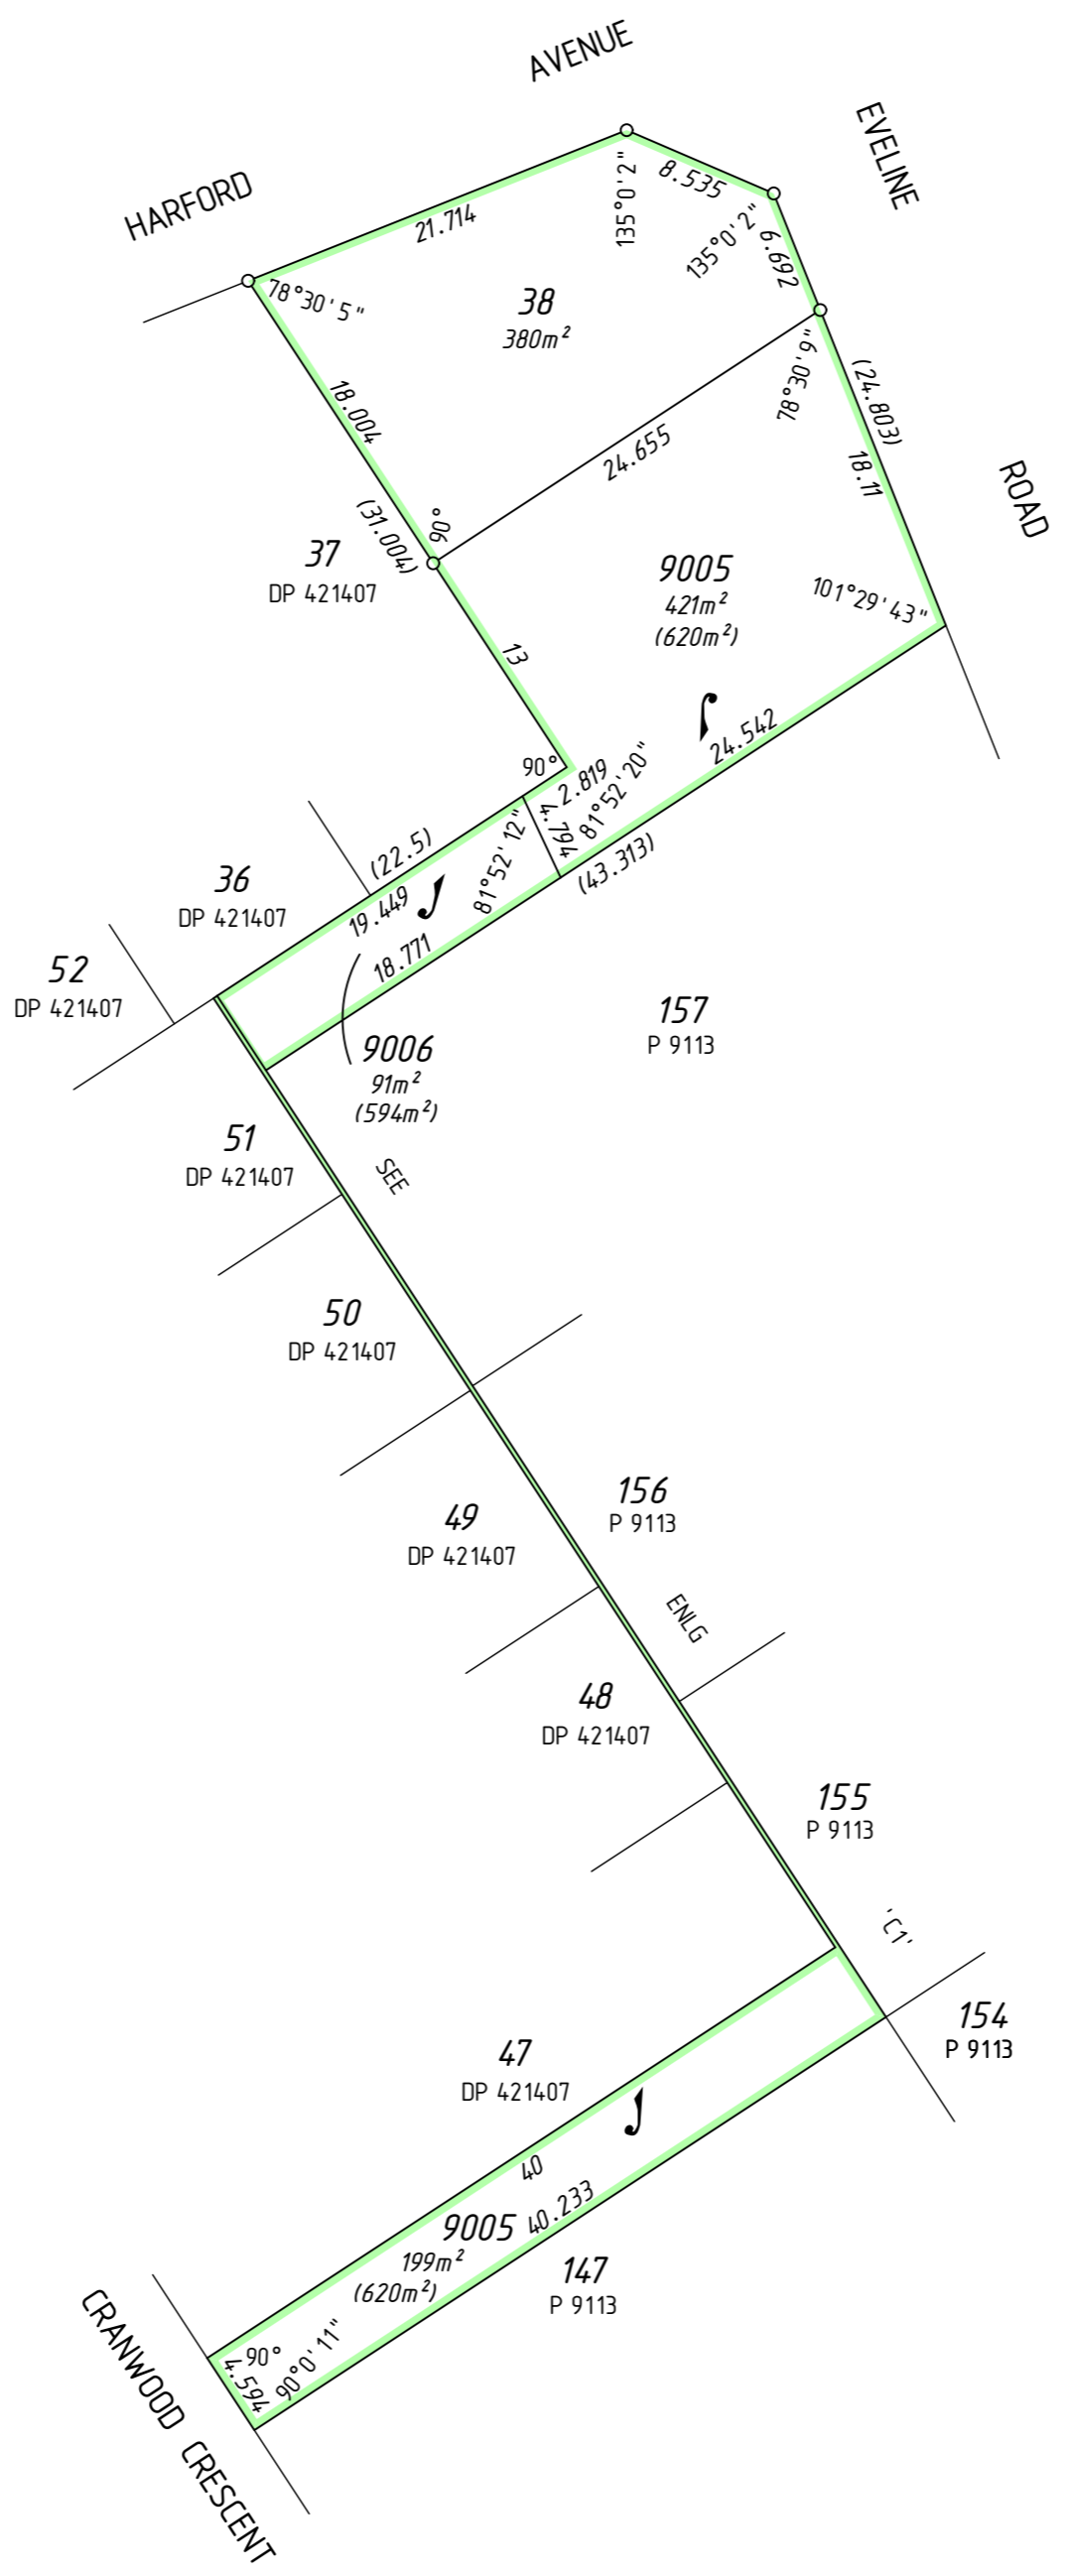 AVENUE
EVELINE
HARFORD
8.535
135°0'2"
21.714
135°0'2"
6.692
78°30'5"
38
380m²
78°30'9"
(24.803)
18.004
24.655
18.11
ROAD
(31.004)
90°
37
DP 421407
9005
421m²
(620m²)
101°29'43"
13
24.542
90°
2.819
81°52'20"
4.794
81°52'12"
(22.5)
(43.313)
36
DP 421407
19.449
18.771
52
DP 421407
157
P 9113
9006
91m²
(594m²)
51
DP 421407
SEE
50
DP 421407
156
P 9113
49
DP 421407
ENLG
48
DP 421407
155
P 9113
'C1'
154
P 9113
47
DP 421407
40
40.233
9005
199m²
(620m²)
147
P 9113
90°
4.594
90°0'11"
CRANWOOD CRESCENT